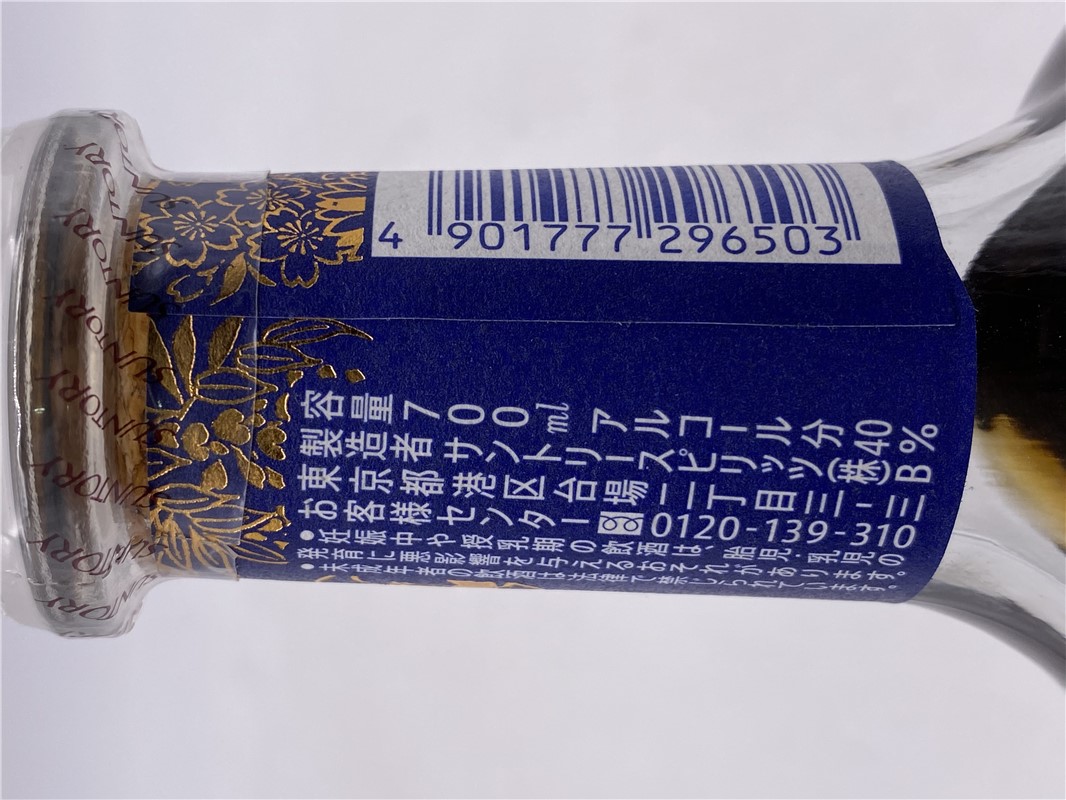 SUNTORY SUNTORY SUNTORY SUNTORY SUNTORY SUNTORY
4 901777 296503
容量700ml アルコール分40%
製造者 サントリースピリッツ(株)B
東京都港区台場二丁目三-三
お客様センター 0120-139-310
•妊娠中や授乳期の飲酒は、胎児・乳児の
発育に悪影響を与えるおそれがあります。
•未成年者の飲酒は法律で禁じられています。